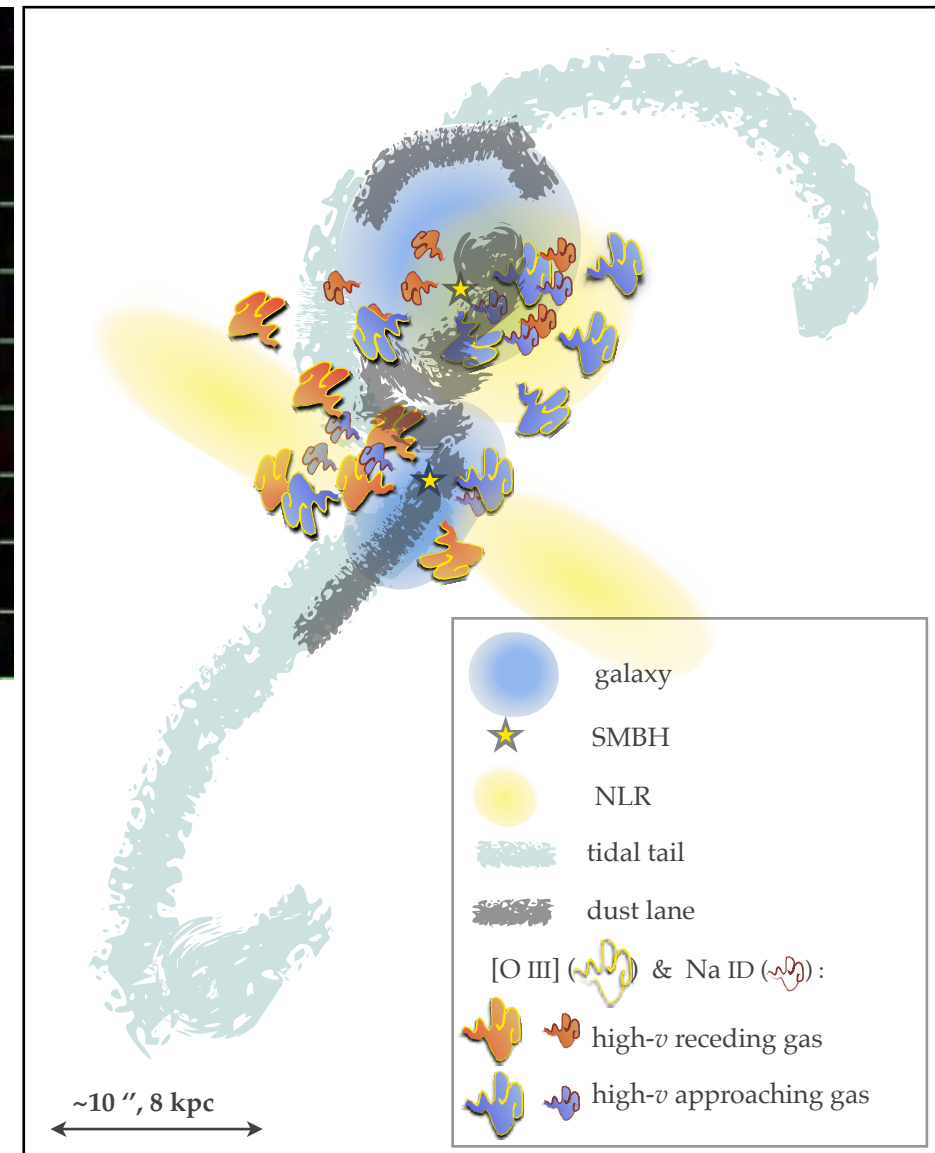 galaxy
SMBH
NLR
tidal tail
dust lane
[O III] ( ) & Na ID ( ) :
high-v receding gas
high-v approaching gas
~10 ″, 8 kpc